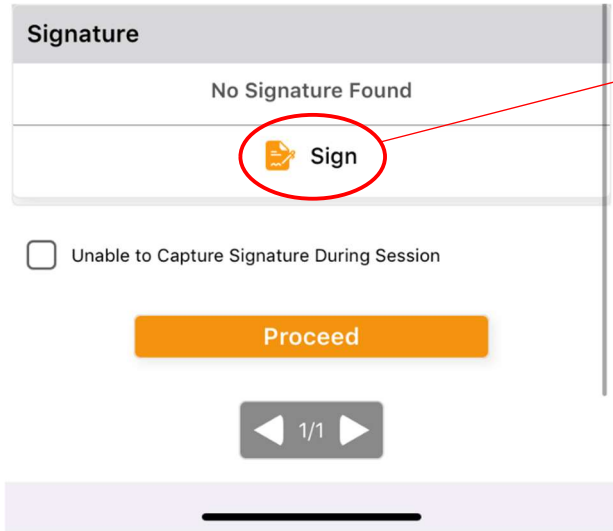 Signature
No Signature Found
Sign
Unable to Capture Signature During Session
Proceed
1/1